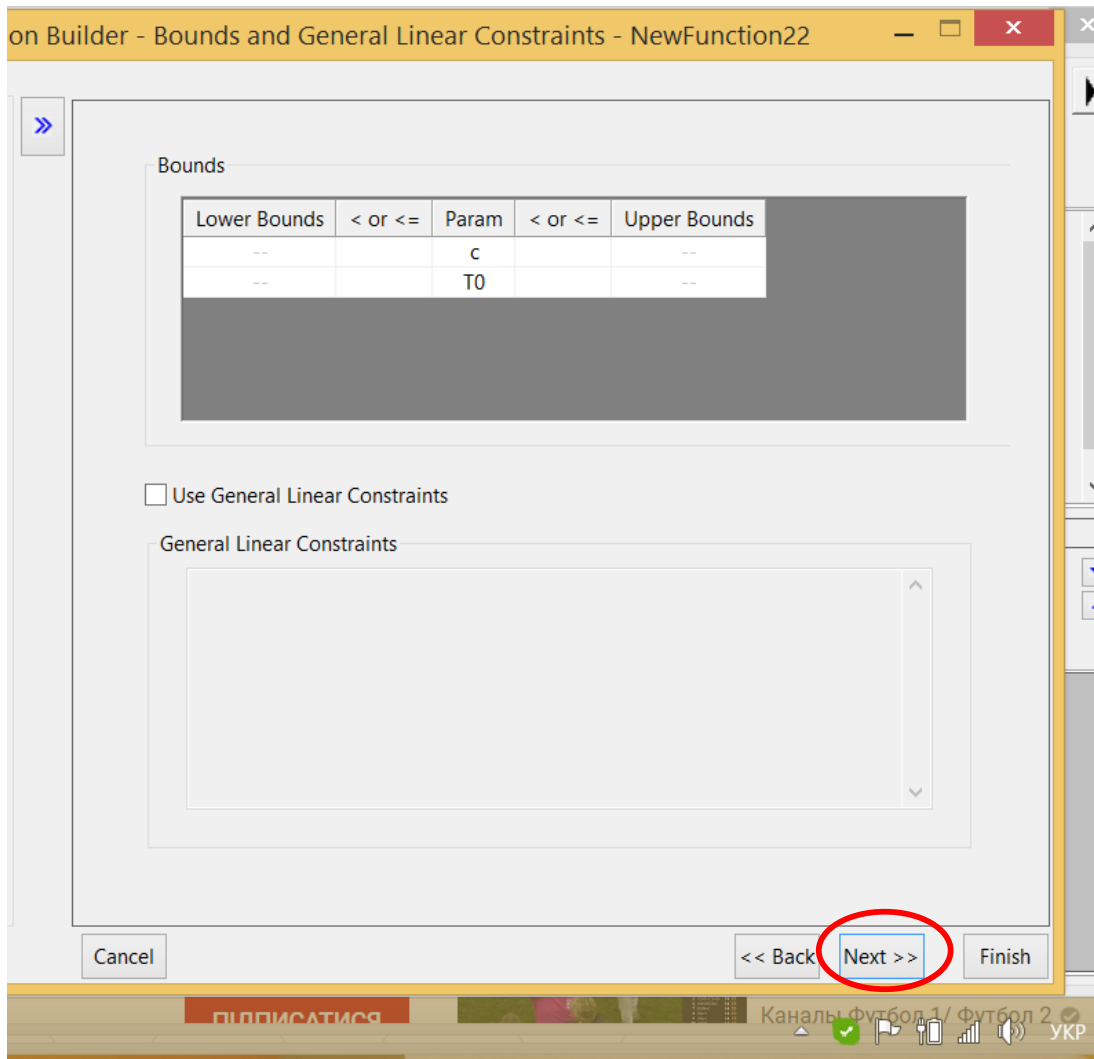 on Builder - Bounds and General Linear Constraints - NewFunction22
Bounds
Lower Bounds < or <= Param < or <= Upper Bounds
-- c --
-- T0 --
Use General Linear Constraints
General Linear Constraints
Cancel << Back Next >> Finish
ПІДПИСАТИСЯ
Каналы Футбол 1/ Футбол 2
УКР